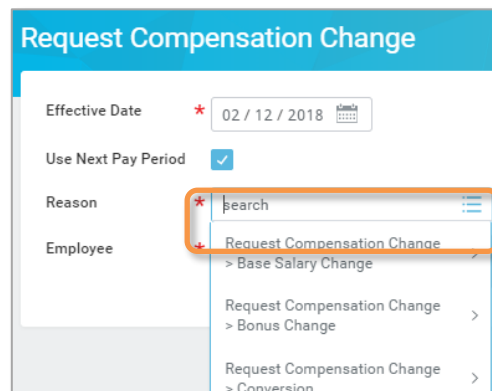 Request Compensation Change
Effective Date * 02 / 12 / 2018
Use Next Pay Period
Reason * search
Employee *
Request Compensation Change
> Base Salary Change
Request Compensation Change
> Bonus Change
Request Compensation Change
> Conversion